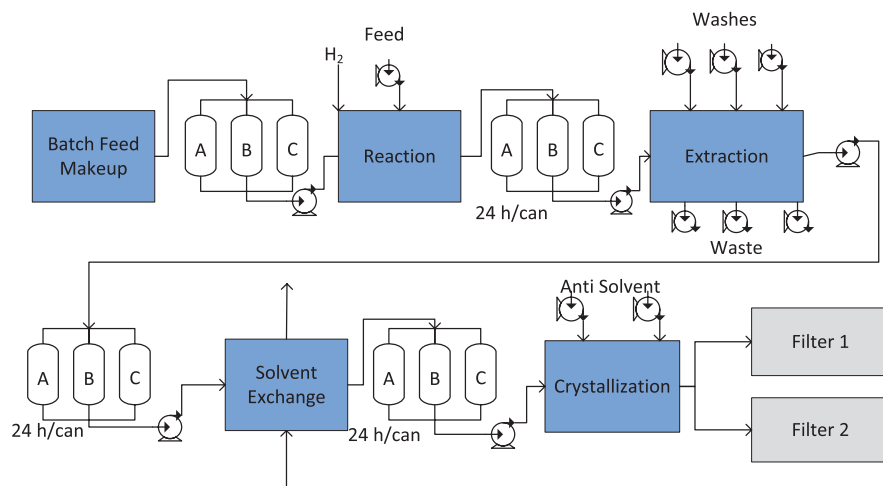 Washes
Feed
H2
Batch Feed
Makeup
A
B
C
Reaction
A
B
C
Extraction
24 h/can
Waste
Anti Solvent
A
B
C
Solvent
Exchange
A
B
C
Crystallization
Filter 1
24 h/can
24 h/can
Filter 2